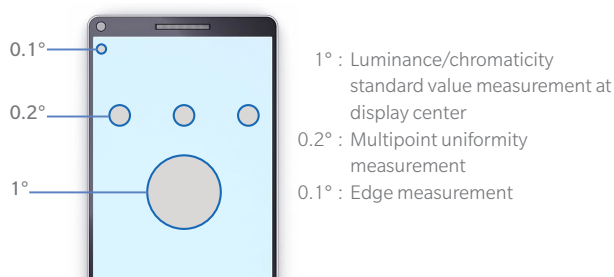 0.1°
0.2°
1°
1° : Luminance/chromaticity
standard value measurement at
display center
0.2° : Multipoint uniformity
measurement
0.1° : Edge measurement